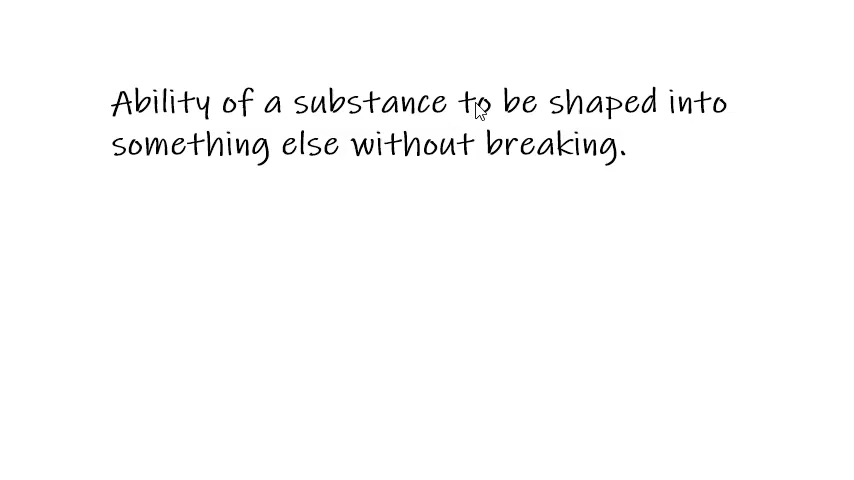 Ability of a substance to be shaped into
something else without breaking.